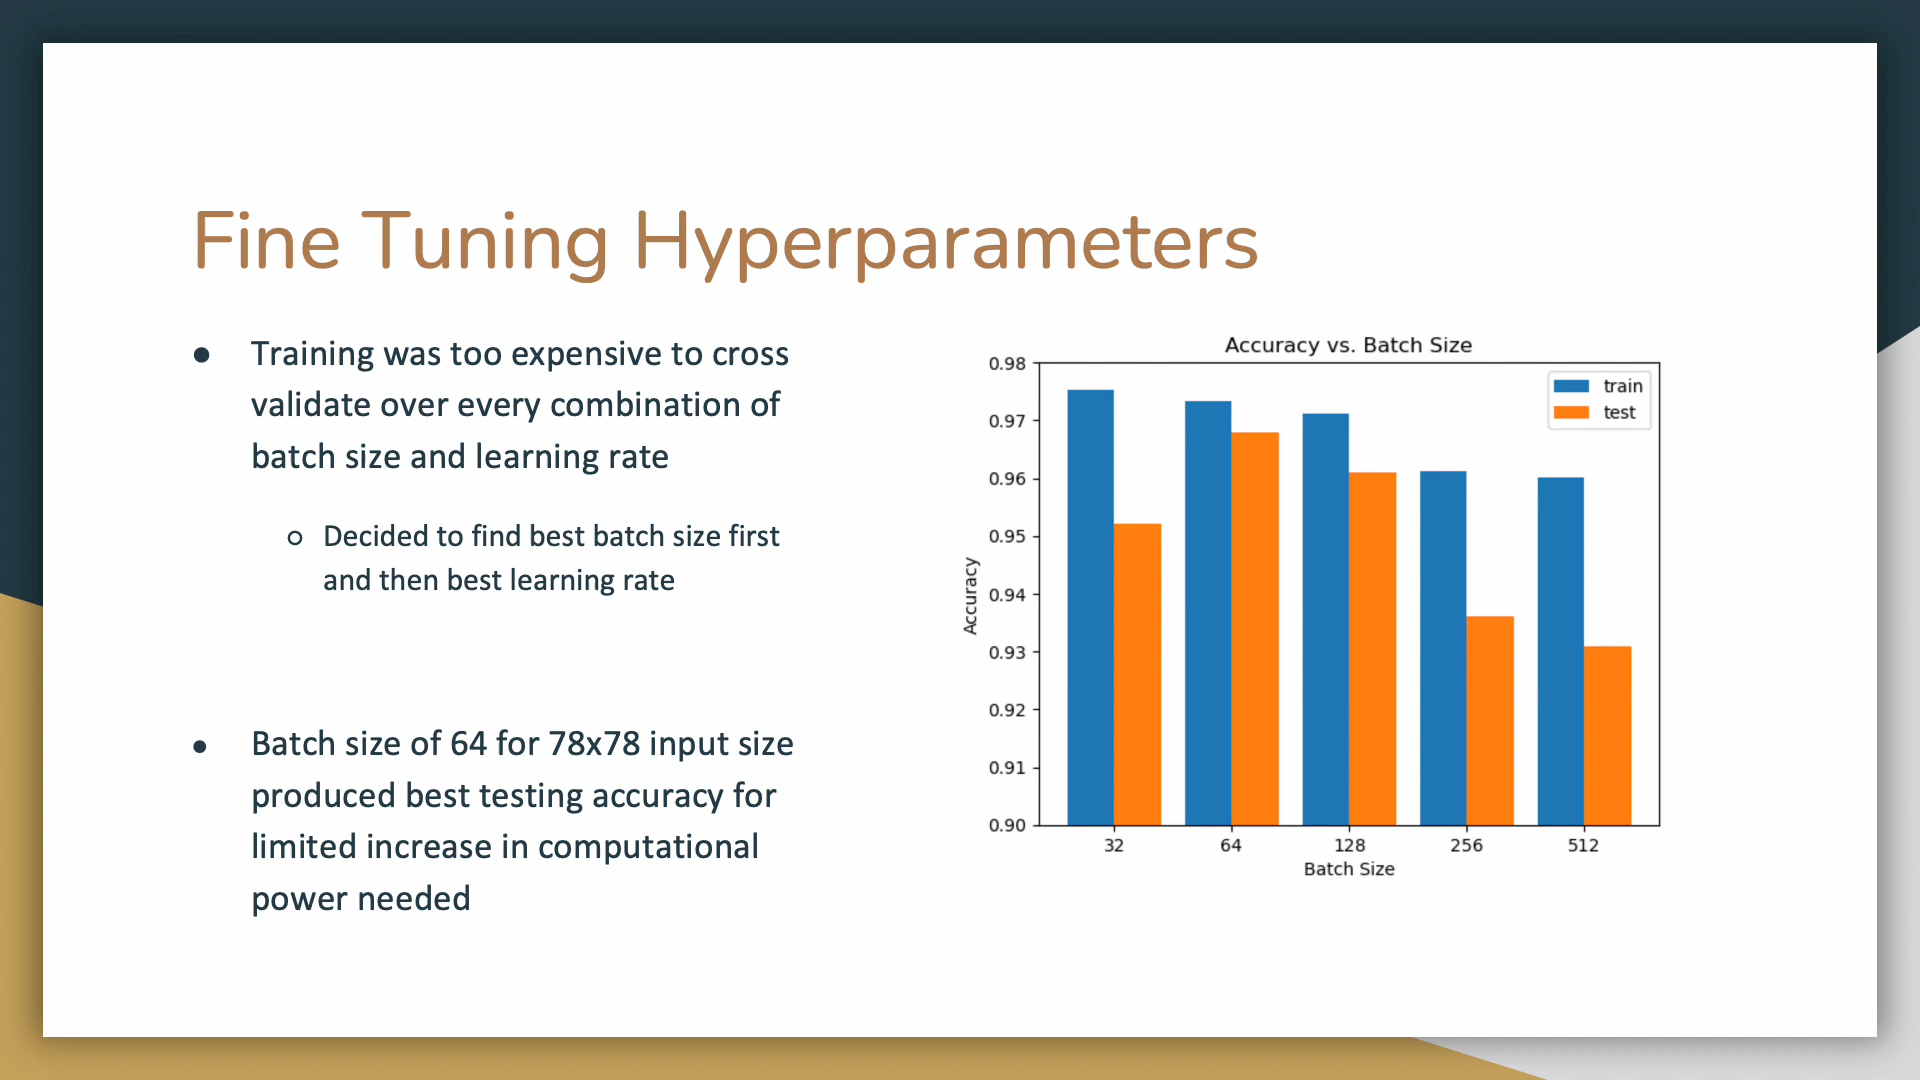 Fine Tuning Hyperparameters
● Training was too expensive to cross
validate over every combination of
batch size and learning rate
○ Decided to find best batch size first
and then best learning rate
● Batch size of 64 for 78x78 input size
produced best testing accuracy for
limited increase in computational
power needed
Accuracy vs. Batch Size
train
test
Accuracy
0.98
0.97
0.96
0.95
0.94
0.93
0.92
0.91
0.90
32 64 128 256 512
Batch Size